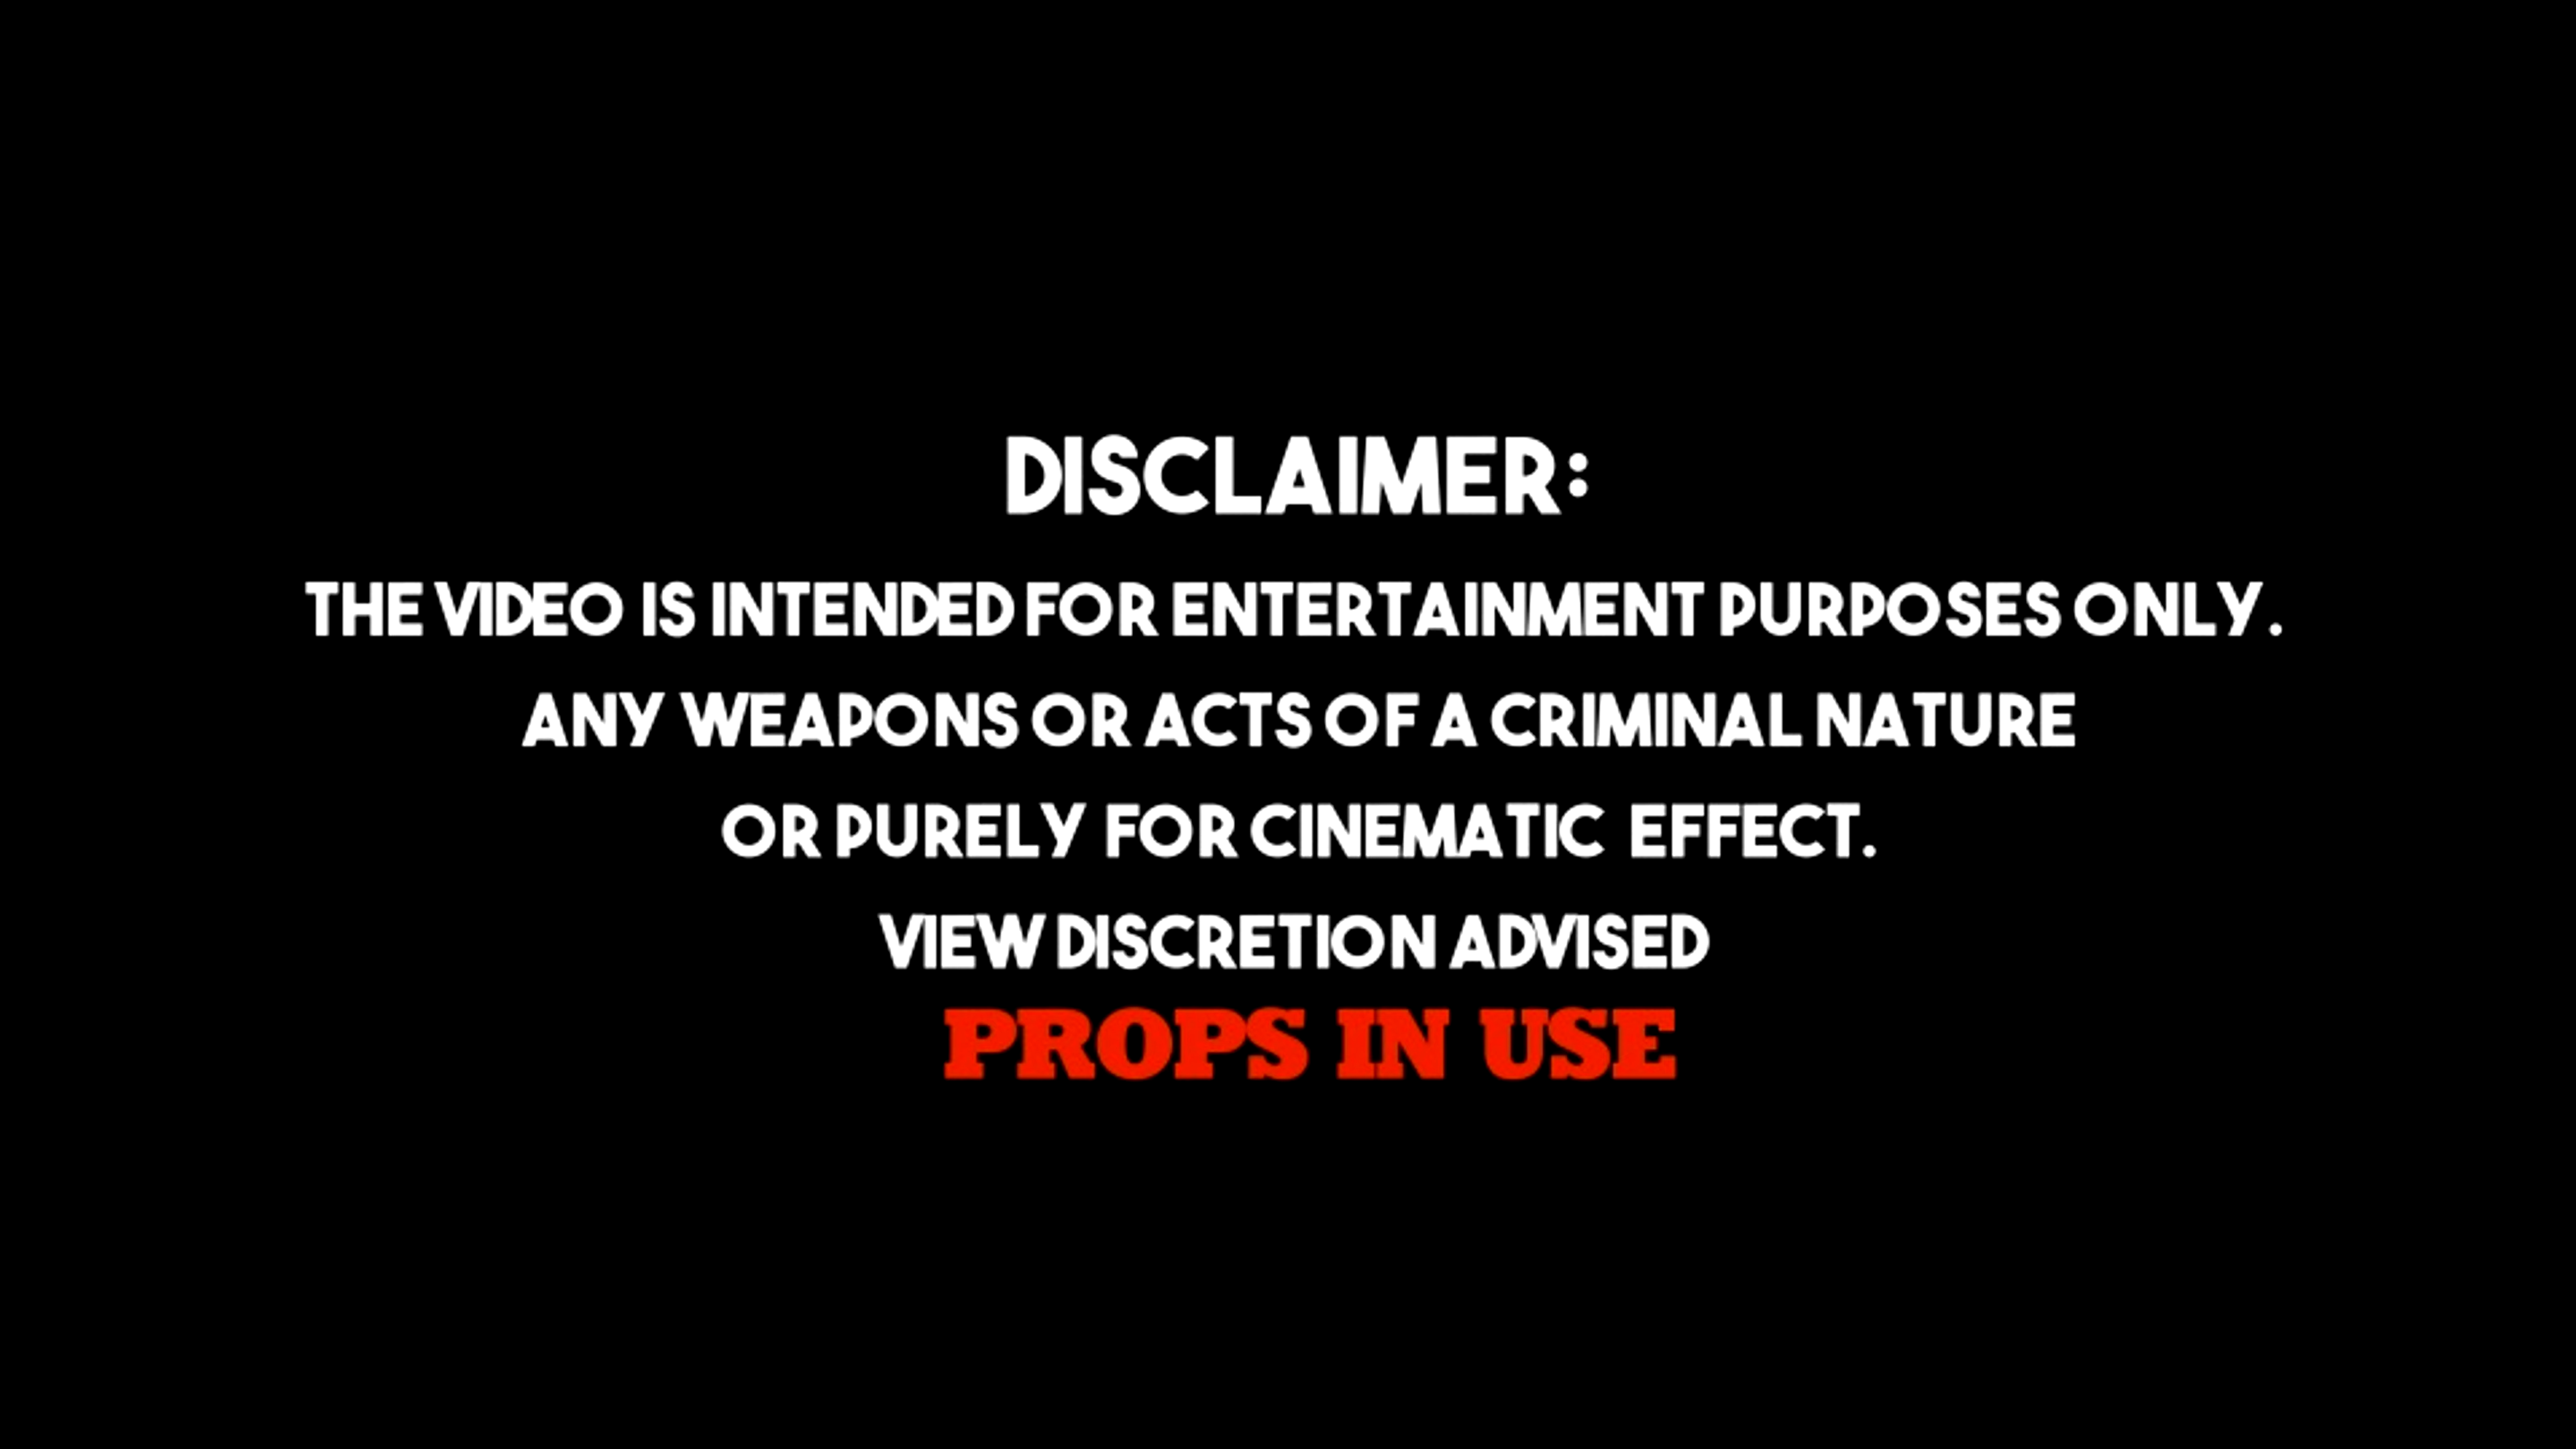 DISCLAIMER:
THE VIDEO IS INTENDED FOR ENTERTAINMENT PURPOSES ONLY.
ANY WEAPONS OR ACTS OF A CRIMINAL NATURE
OR PURELY FOR CINEMATIC EFFECT.
VIEW DISCRETION ADVISED
PROPS IN USE